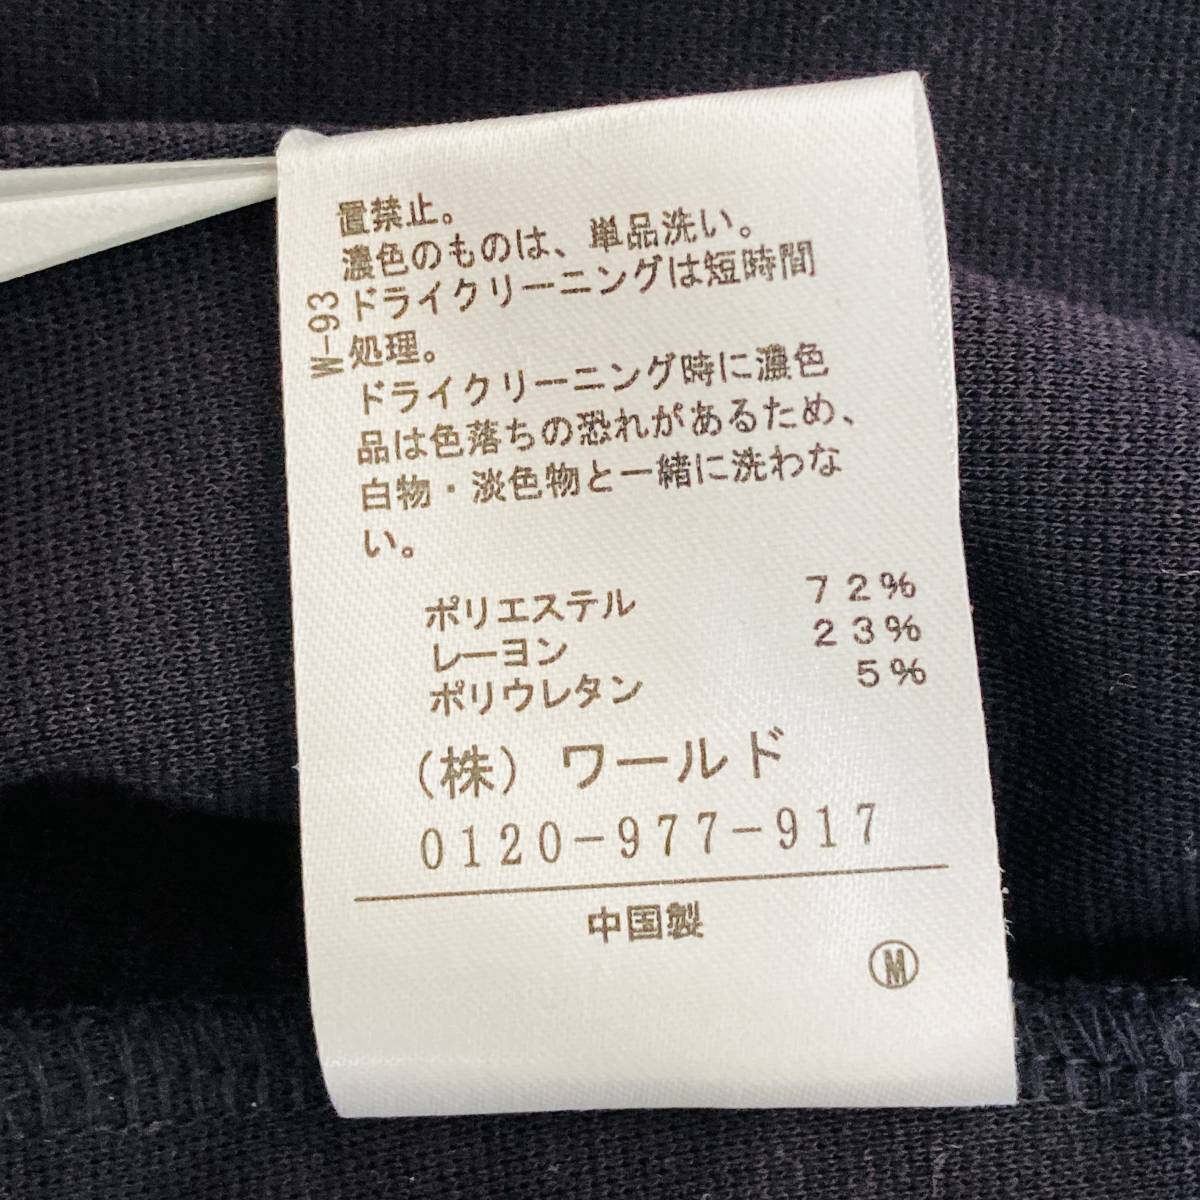 置禁止。
濃色のものは、単品洗い。
ドライクリーニングは短時間
処理。
ドライクリーニング時に濃色
品は色落ちの恐れがあるため、
白物・淡色物と一緒に洗わな
い。
W-93
ポリエステル 72%
レーヨン 23%
ポリウレタン 5%
(株) ワールド
0120-977-917
中国製
M